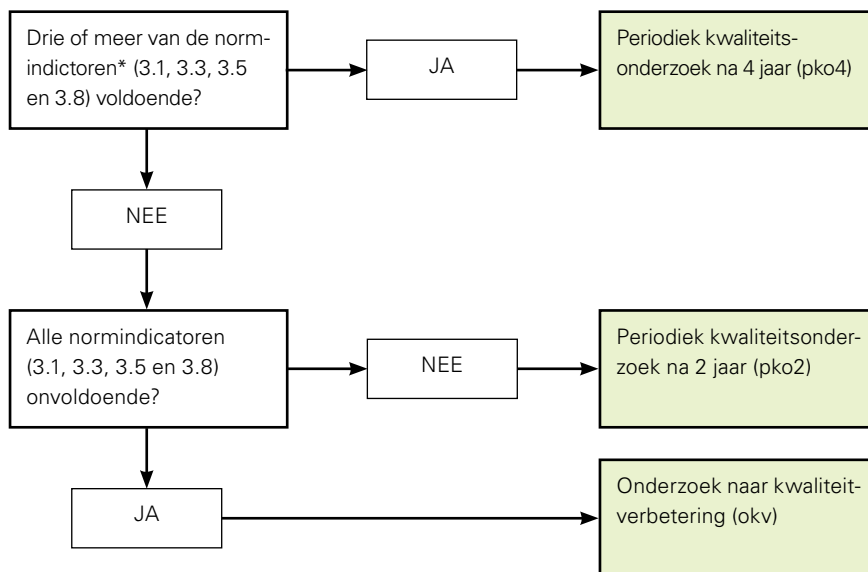 Drie of meer van de norm-
indictoren* (3.1, 3.3, 3.5
en 3.8) voldoende?
JA
Periodiek kwaliteits-
onderzoek na 4 jaar (pko4)
NEE
Alle normindicatoren
(3.1, 3.3, 3.5 en 3.8)
onvoldoende?
NEE
Periodiek kwaliteitsonder-
zoek na 2 jaar (pko2)
JA
Onderzoek naar kwaliteit-
verbetering (okv)